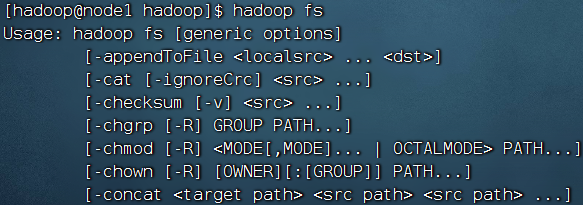 [hadoop@node1 hadoop]$ hadoop fs
Usage: hadoop fs [generic options]
        [-appendToFile <localsrc> ... <dst>]
        [-cat [-ignoreCrc] <src> ...]
        [-checksum [-v] <src> ...]
        [-chgrp [-R] GROUP PATH...]
        [-chmod [-R] <MODE[,MODE]... | OCTALMODE> PATH...]
        [-chown [-R] [OWNER][:[GROUP]] PATH...]
        [-concat <target path> <src path> <src path> ...]